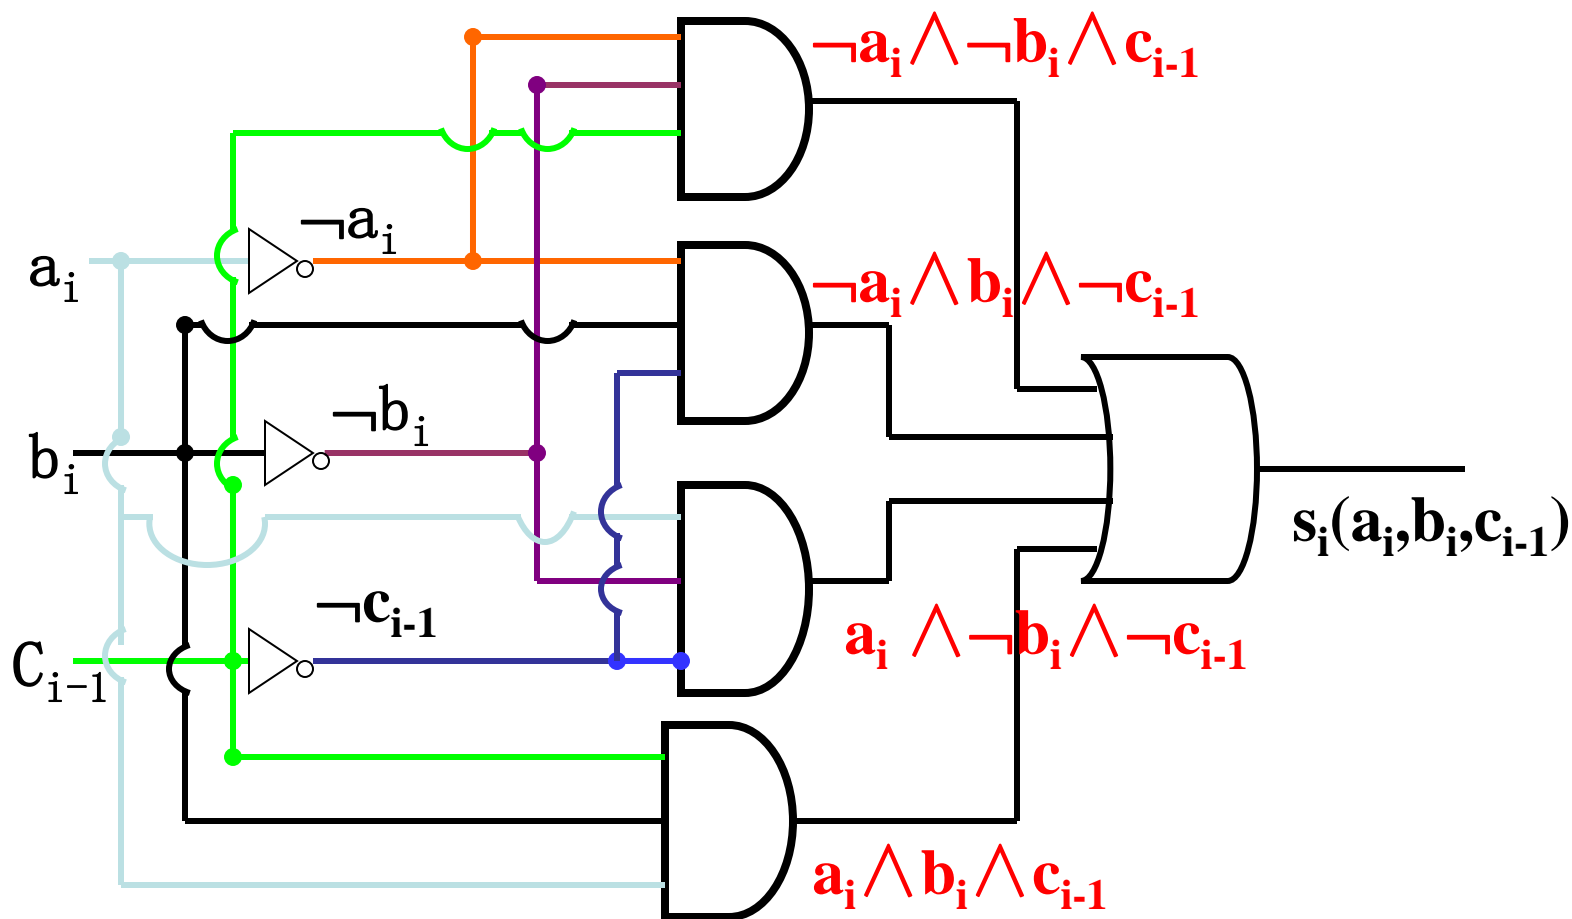 ¬aᵢ∧¬bᵢ∧cᵢ₋₁
¬aᵢ
aᵢ
¬aᵢ∧bᵢ∧¬cᵢ₋₁
¬bᵢ
bᵢ
sᵢ(aᵢ,bᵢ,cᵢ₋₁)
¬cᵢ₋₁
Cᵢ₋₁
aᵢ ∧¬bᵢ∧¬cᵢ₋₁
aᵢ∧bᵢ∧cᵢ₋₁